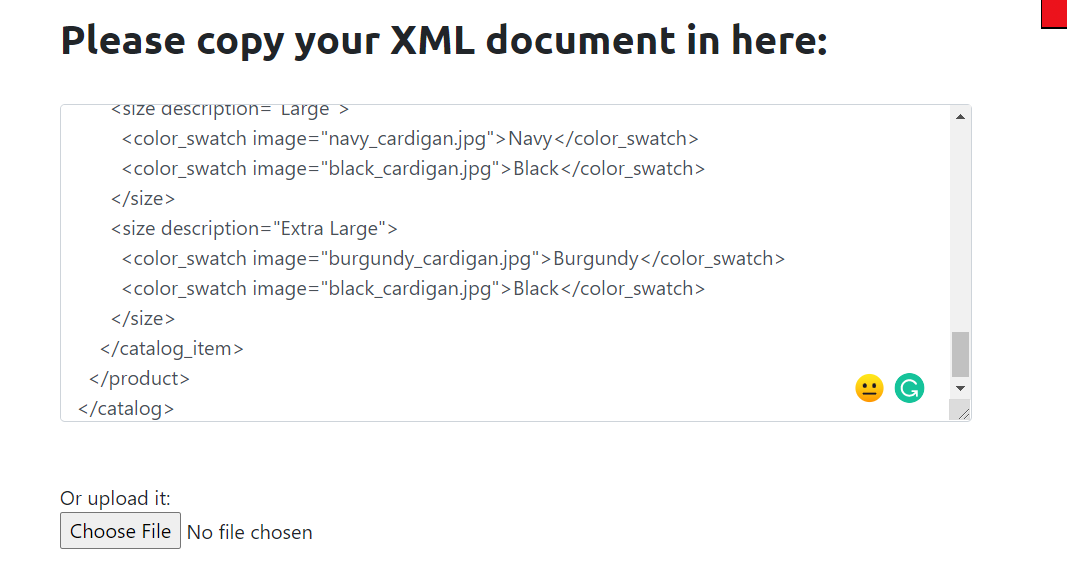 Please copy your XML document in here:
<size description="Large">
<color_swatch image="navy_cardigan.jpg">Navy</color_swatch>
<color_swatch image="black_cardigan.jpg">Black</color_swatch>
</size>
<size description="Extra Large">
<color_swatch image="burgundy_cardigan.jpg">Burgundy</color_swatch>
<color_swatch image="black_cardigan.jpg">Black</color_swatch>
</size>
</catalog_item>
</product>
</catalog>
Or upload it:
Choose File No file chosen